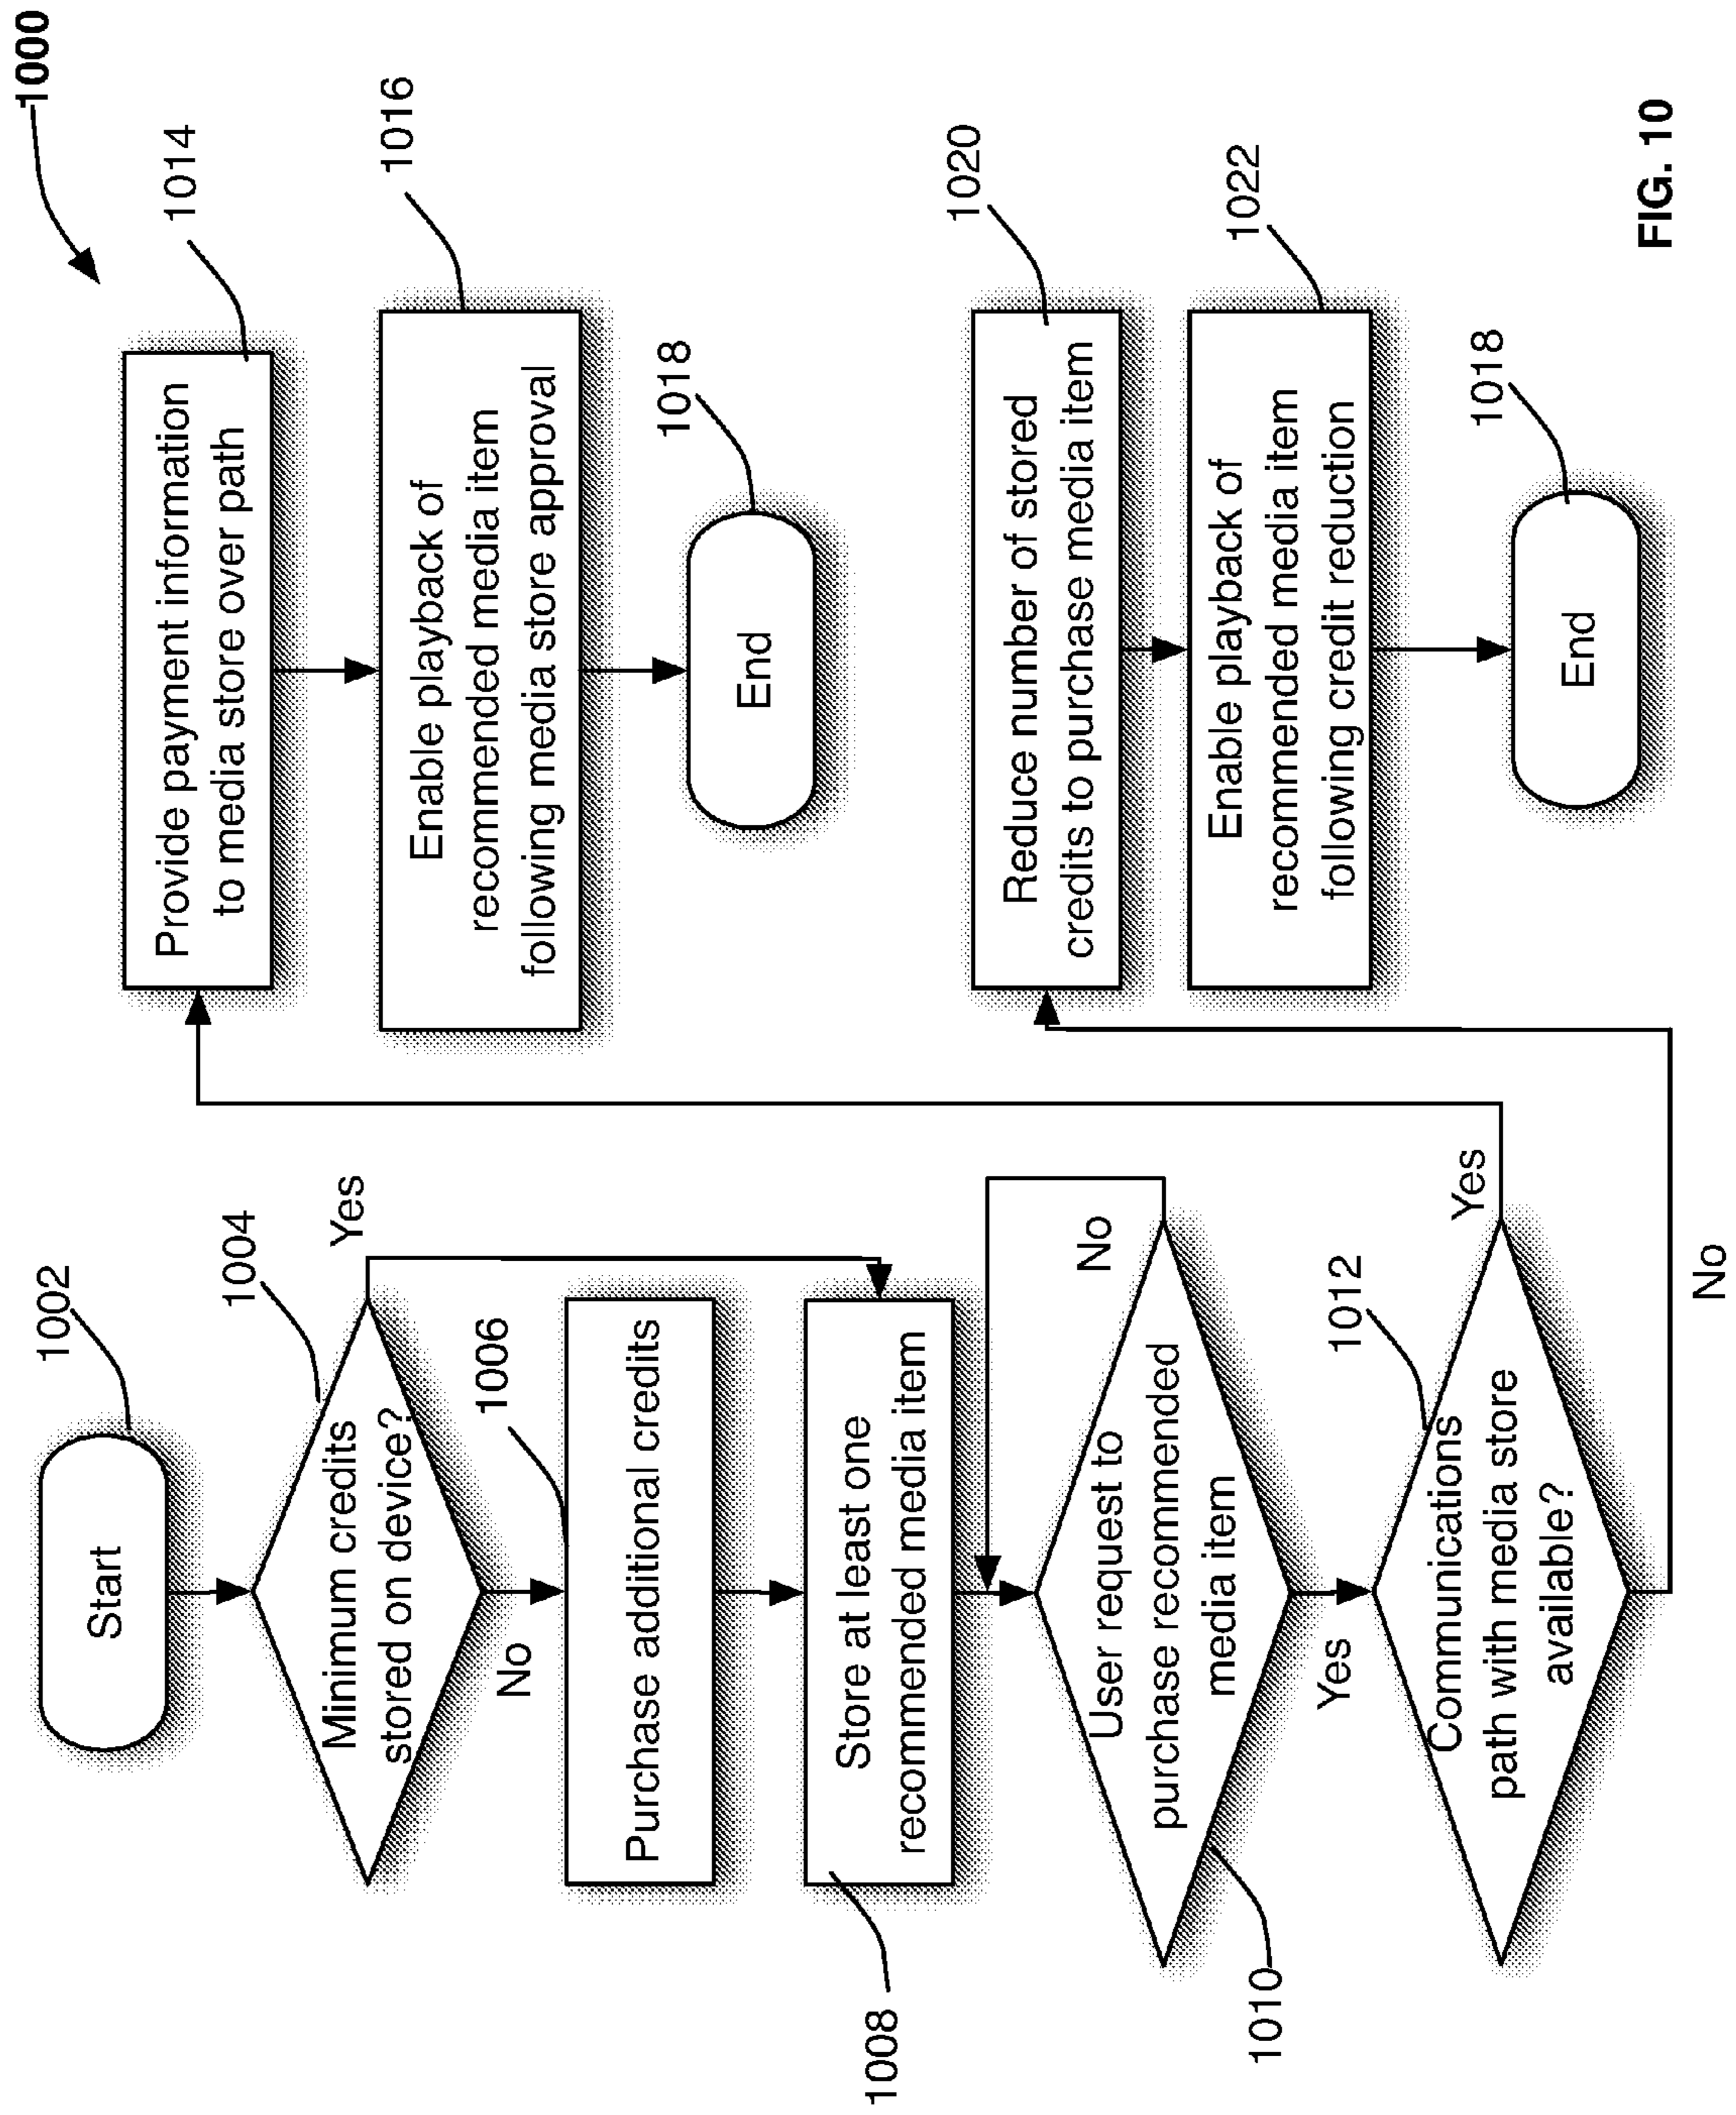 1000
1002
Start
1004
Minimum credits
stored on device?
Yes
No
1006
Purchase additional credits
1008
Store at least one
recommended media item
1010
User request to
purchase recommended
media item
No
Yes
1012
Communications
path with media store
available?
Yes
No
1014
Provide payment information
to media store over path
1016
Enable playback of
recommended media item
following media store approval
1018
End
1020
Reduce number of stored
credits to purchase media item
1022
Enable playback of
recommended media item
following credit reduction
1018
End
FIG. 10